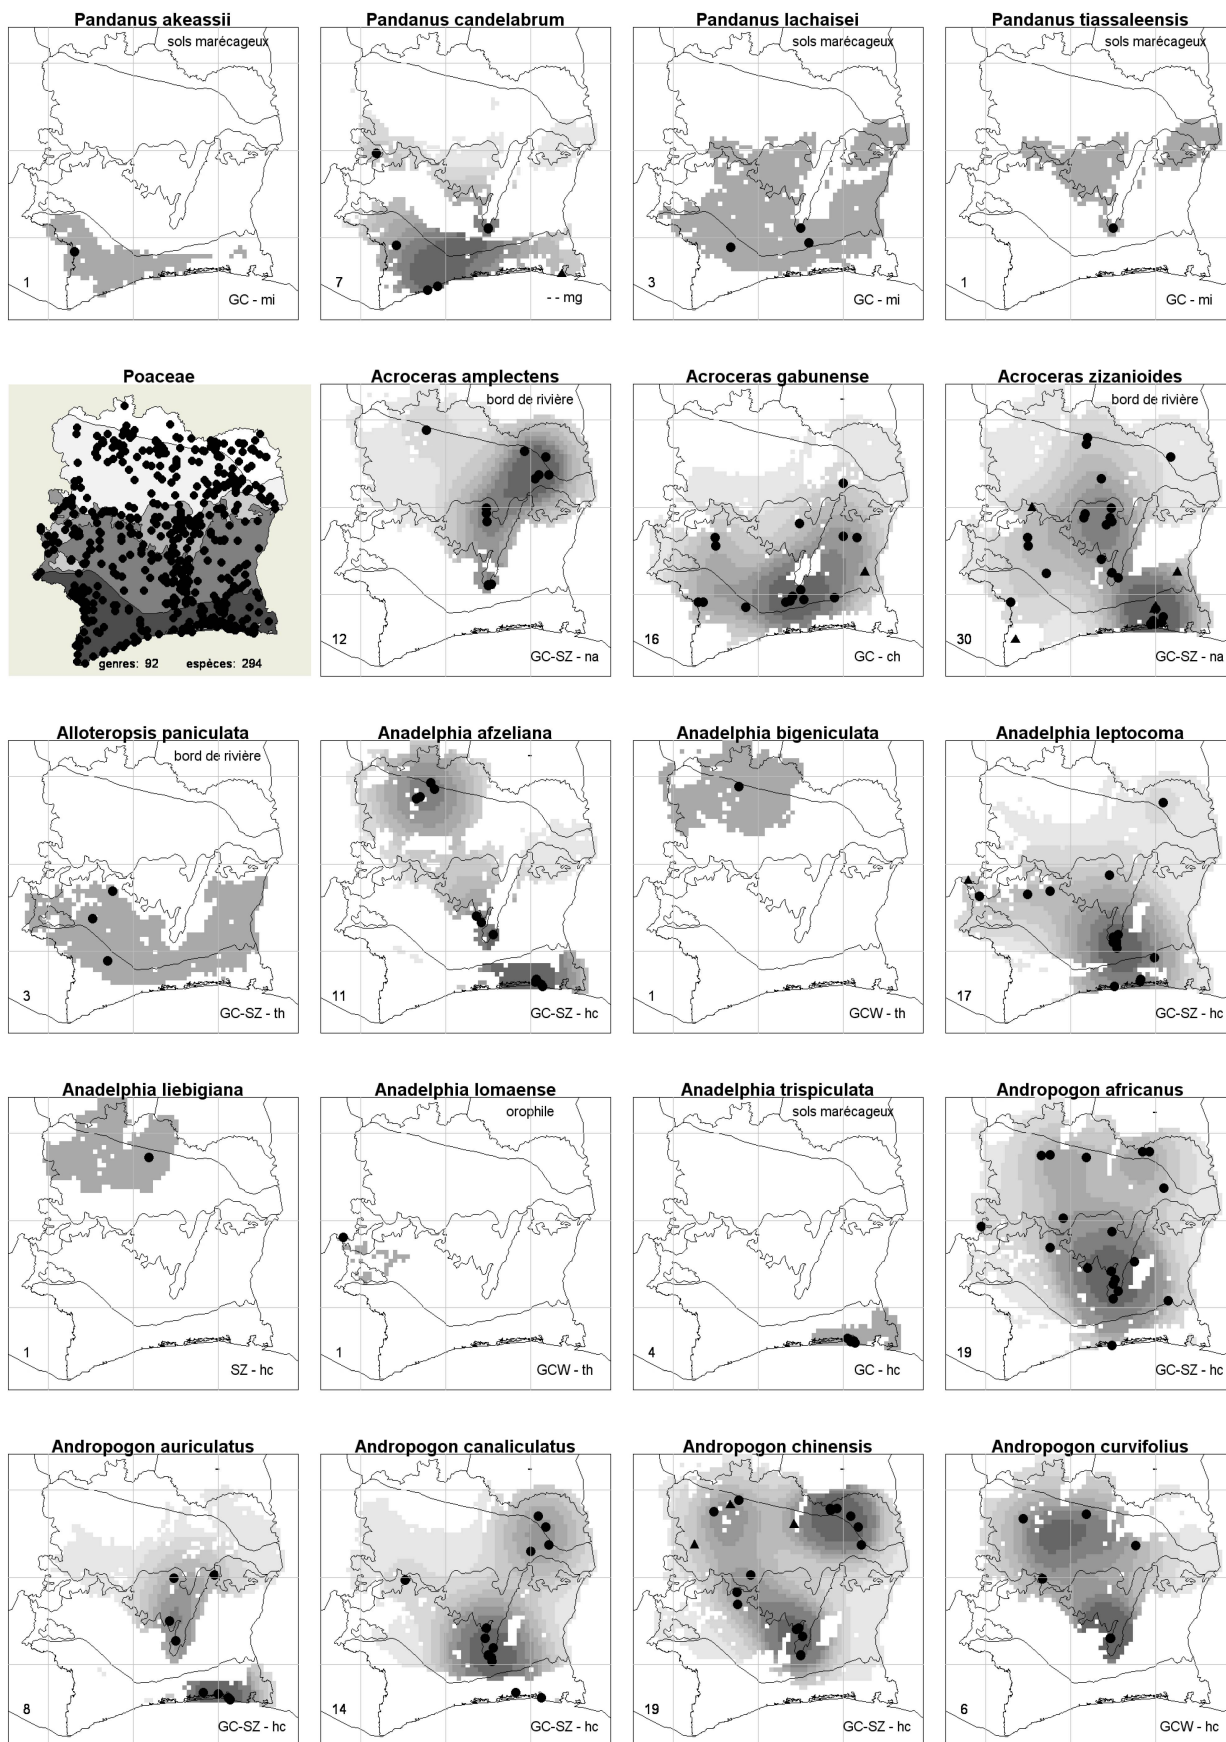 Pandanus akeassii
sols marécageux
1
GC - mi
Pandanus candelabrum
7
- - mg
Pandanus lachaisei
sols marécageux
3
GC - mi
Pandanus tiassaleensis
sols marécageux
1
GC - mi
Poaceae
genres: 92 espèces: 294
Acroceras amplectens
bord de rivière
12
GC-SZ - na
Acroceras gabunense
16
GC - ch
Acroceras zizanioides
bord de rivière
30
GC-SZ - na
Alloteropsis paniculata
bord de rivière
3
GC-SZ - th
Anadelphia afzeliana
11
GC-SZ - hc
Anadelphia bigeniculata
1
GCW - th
Anadelphia leptocoma
17
GC-SZ - hc
Anadelphia liebigiana
1
SZ - hc
Anadelphia lomaense
orophile
1
GCW - th
Anadelphia trispiculata
sols marécageux
4
GC - hc
Andropogon africanus
19
GC-SZ - hc
Andropogon auriculatus
8
GC-SZ - hc
Andropogon canaliculatus
14
GC-SZ - hc
Andropogon chinensis
19
GC-SZ - hc
Andropogon curvifolius
6
GCW - hc